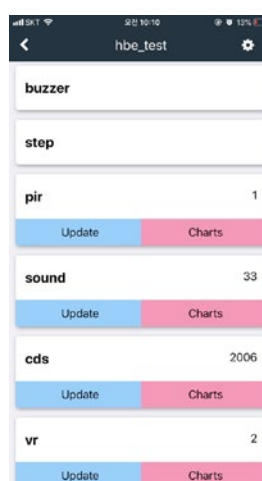 SKT 오전 10:10 13%
hbe_test
buzzer
step
pir 1
Update Charts
sound 33
Update Charts
cds 2006
Update Charts
vr 2
Update Charts